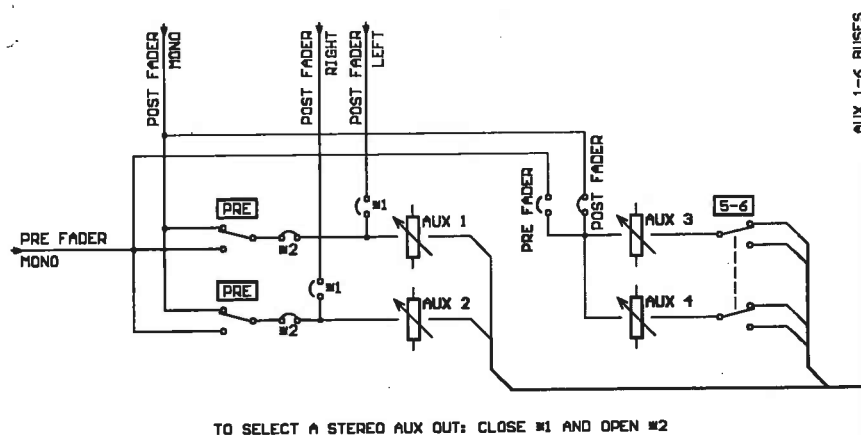 POST FADER
MONO
POST FADER
RIGHT
POST FADER
LEFT
AUX 1-6 BUSES
PRE FADER
MONO
PRE
※2
※1
AUX 1
PRE
※2
※1
AUX 2
PRE FADER
POST FADER
AUX 3
5-6
AUX 4
TO SELECT A STEREO AUX OUT: CLOSE ※1 AND OPEN ※2